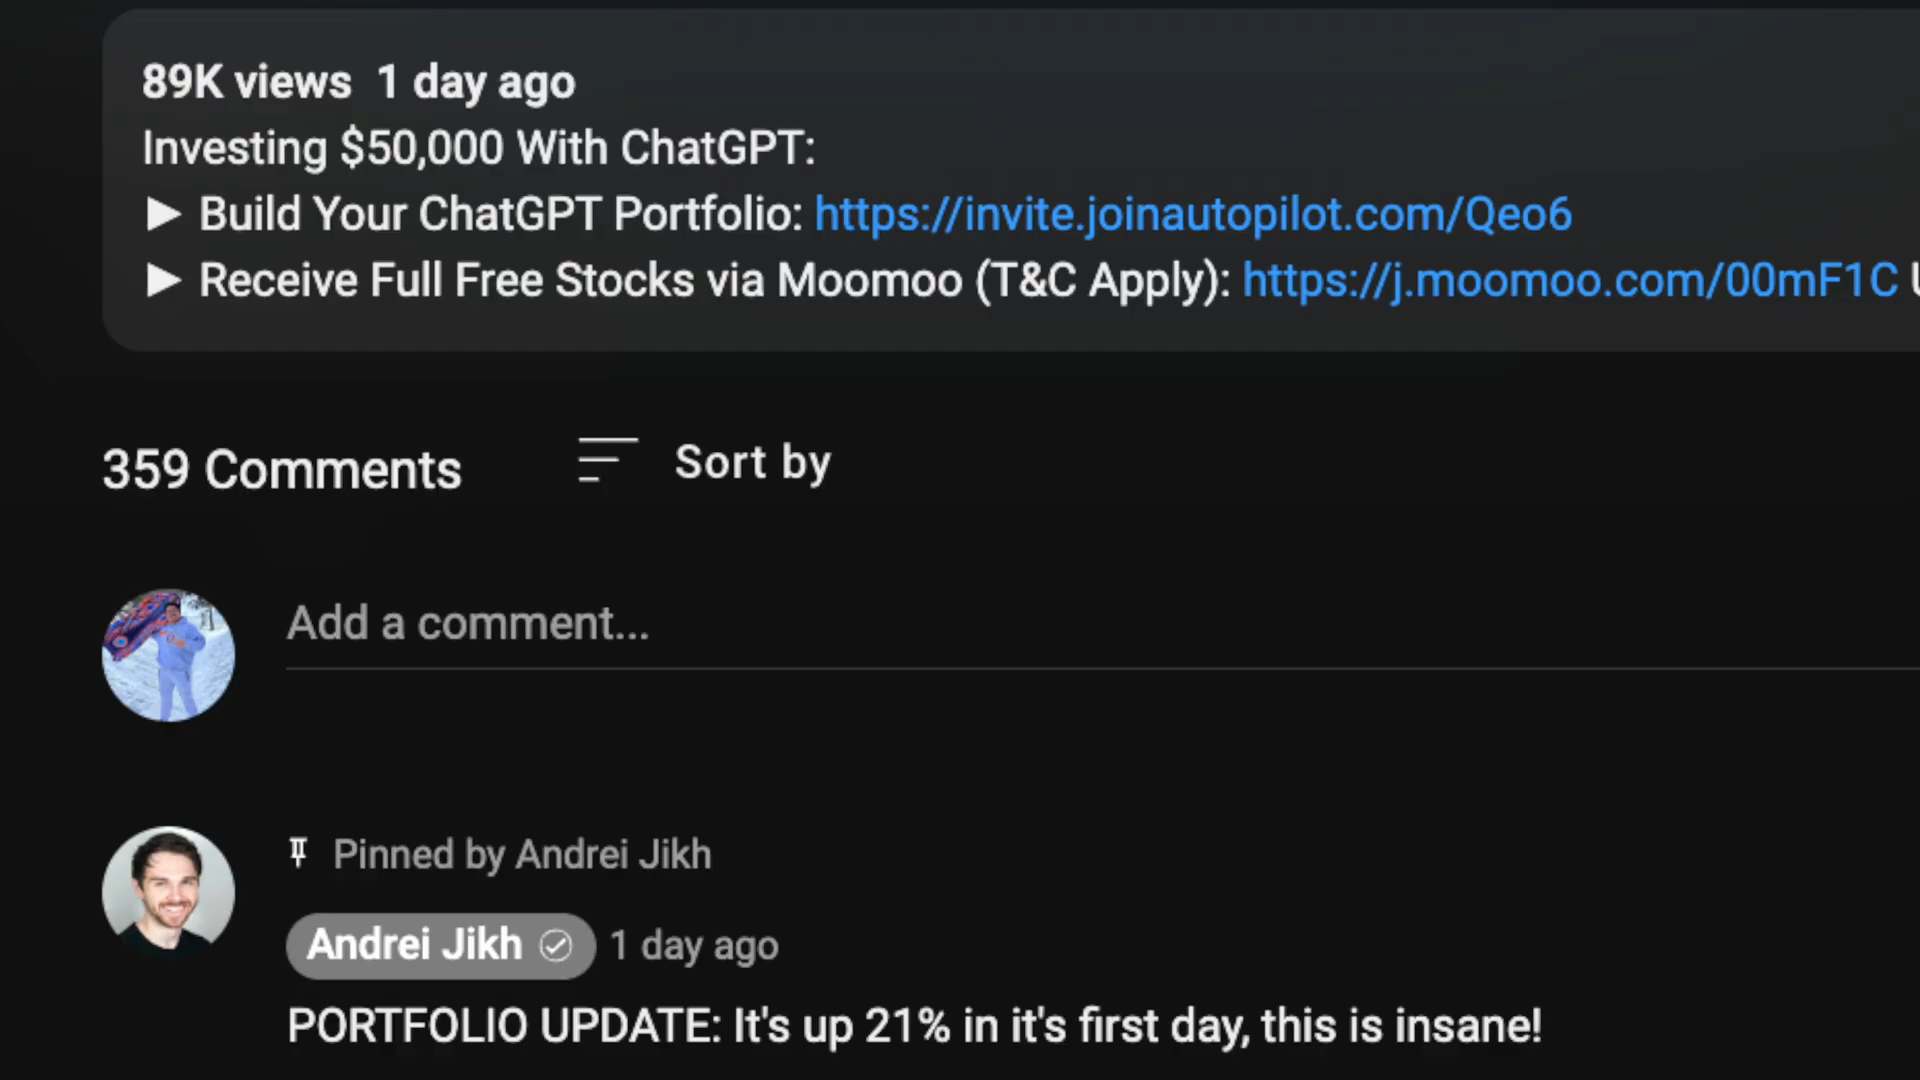 89K views 1 day ago
Investing $50,000 With ChatGPT:
► Build Your ChatGPT Portfolio: https://invite.joinautopilot.com/Qeo6
► Receive Full Free Stocks via Moomoo (T&C Apply): https://j.moomoo.com/00mF1C
359 Comments
Sort by
Add a comment...
Pinned by Andrei Jikh
Andrei Jikh 1 day ago
PORTFOLIO UPDATE: It's up 21% in it's first day, this is insane!